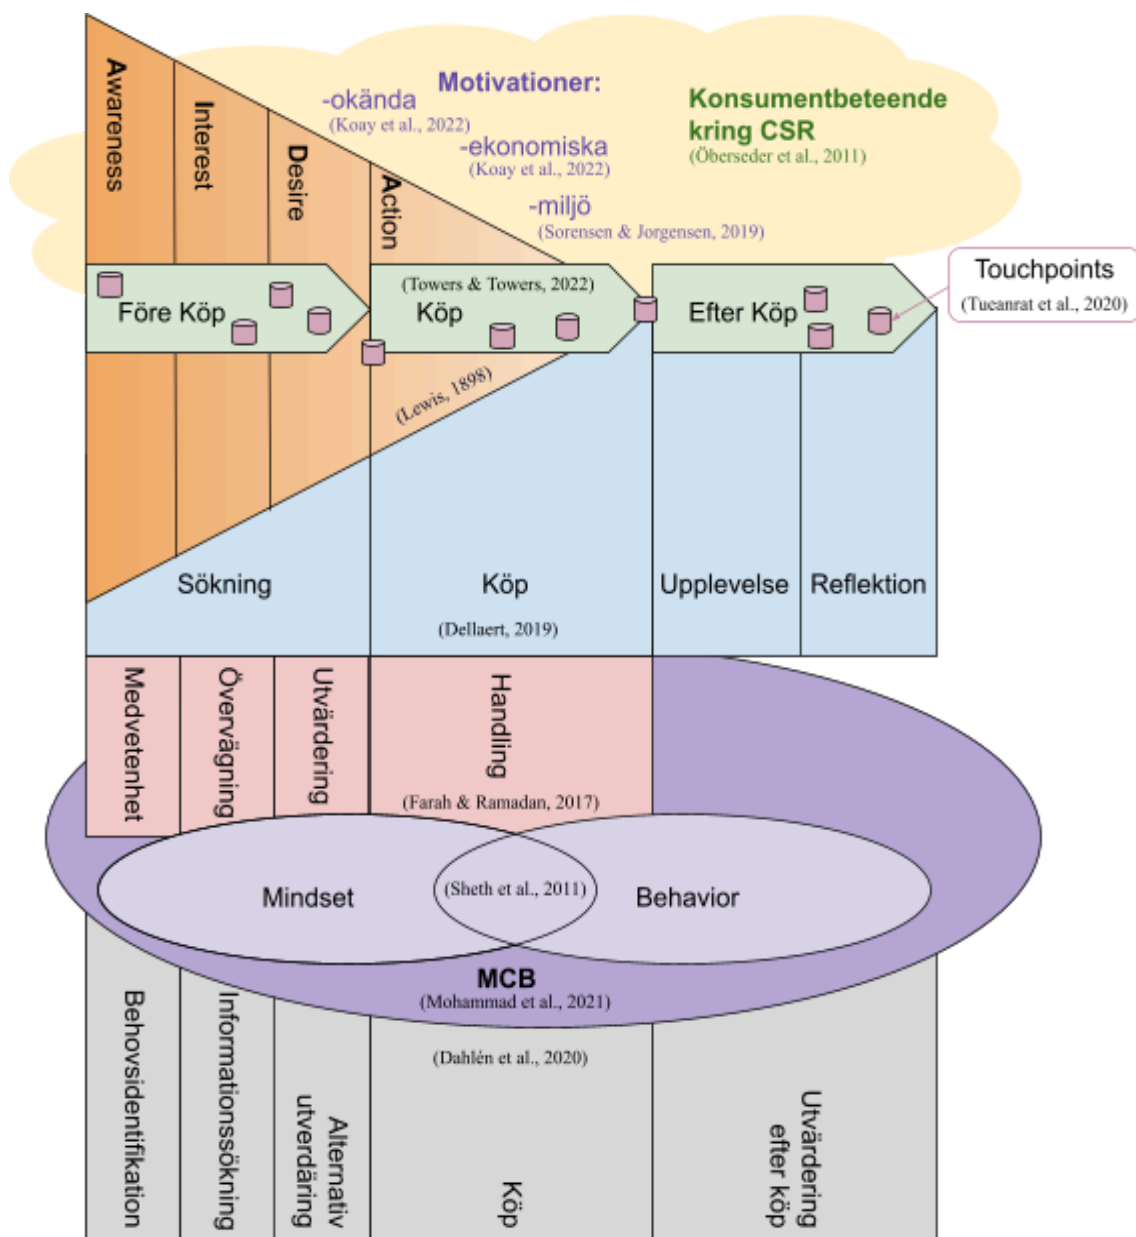 Awareness
Interest
Desire
Action
Motivationer:
-okända
(Koay et al., 2022)
-ekonomiska
(Koay et al., 2022)
-miljö
(Sorensen & Jorgensen, 2019)
Konsumentbeteende
kring CSR
(Öberseder et al., 2011)
Före Köp
(Towers & Towers, 2022)
Köp
Efter Köp
Touchpoints
(Tueanrat et al., 2020)
(Lewis, 1898)
Sökning
Köp
(Dellaert, 2019)
Upplevelse
Reflektion
Medvetenhet
Övervägning
Utvärdering
Handling
(Farah & Ramadan, 2017)
Mindset
(Sheth et al., 2011)
Behavior
MCB
(Mohammad et al., 2021)
(Dahlén et al., 2020)
Behovsidentifikation
Informationssökning
Alternativ
utverdäring
Köp
Utvärdering
efter köp